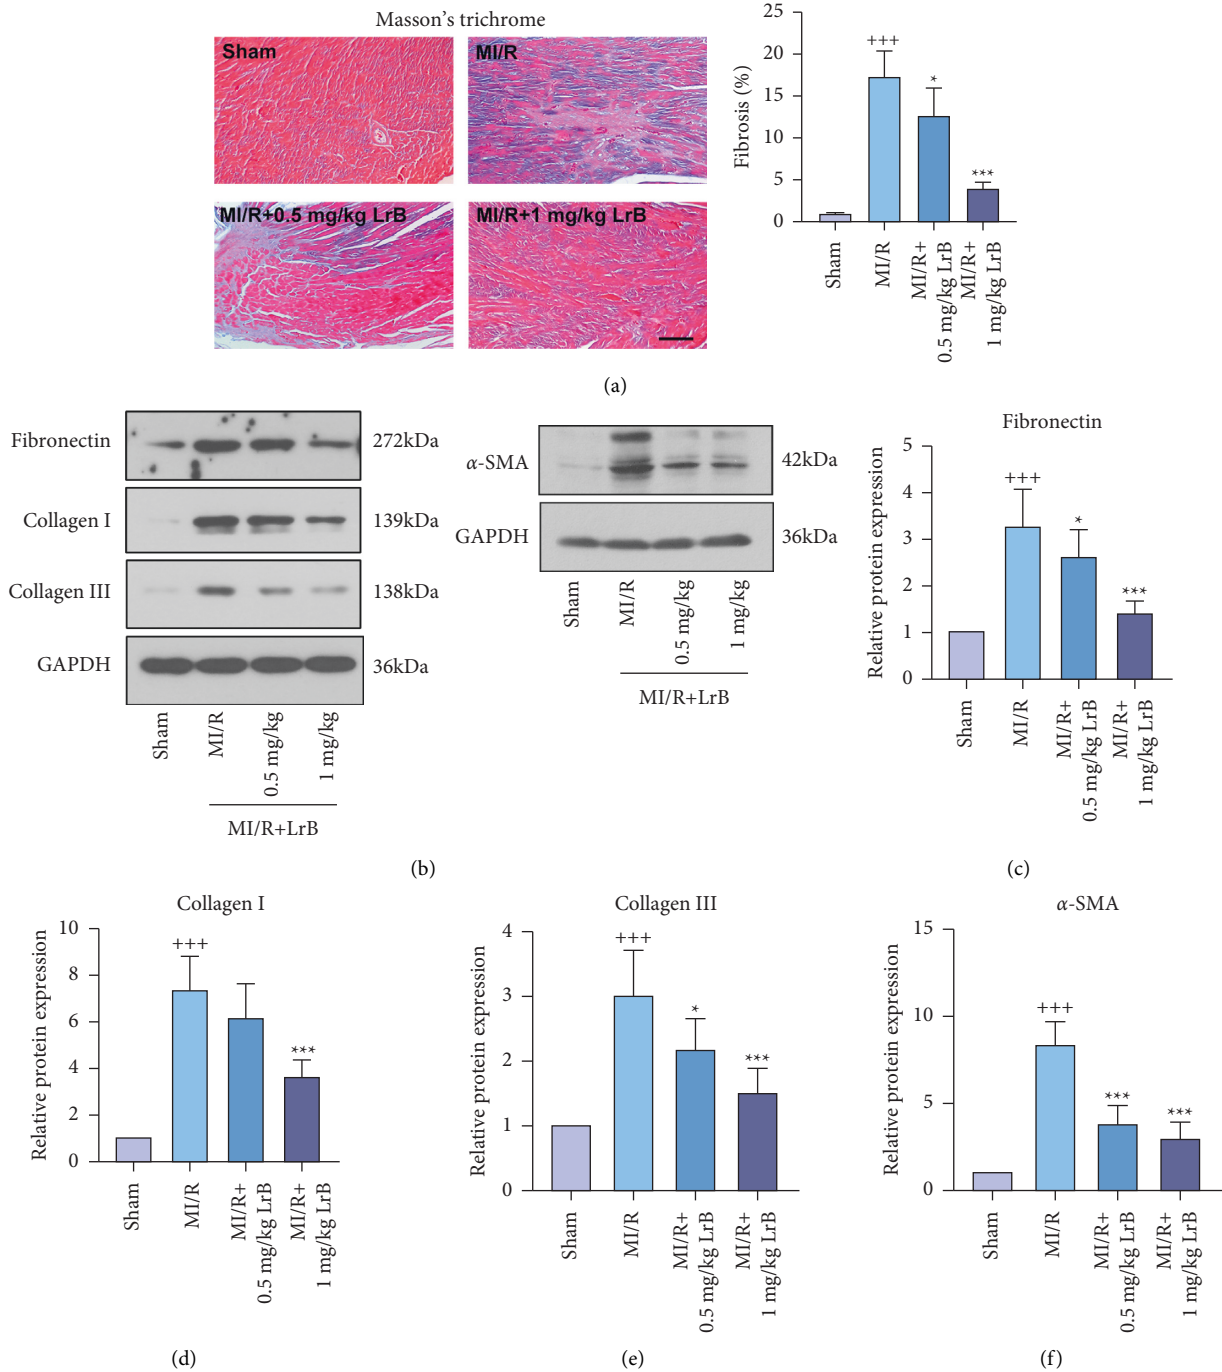 Masson's trichrome
Sham
MI/R
MI/R+0.5 mg/kg LrB
MI/R+1 mg/kg LrB
Fibrosis (%)
25
20
15
10
5
0
+++
*
***
Sham
MI/R
MI/R+
0.5 mg/kg LrB
MI/R+
1 mg/kg LrB
(a)
Fibronectin
272kDa
Collagen I
139kDa
Collagen III
138kDa
GAPDH
36kDa
Sham
MI/R
0.5 mg/kg
1 mg/kg
MI/R+LrB
α-SMA
42kDa
GAPDH
36kDa
Sham
MI/R
0.5 mg/kg
1 mg/kg
MI/R+LrB
(b)
Fibronectin
Relative protein expression
5
4
3
2
1
0
+++
*
***
Sham
MI/R
MI/R+
0.5 mg/kg LrB
MI/R+
1 mg/kg LrB
(c)
Collagen I
Relative protein expression
10
8
6
4
2
0
+++
***
Sham
MI/R
MI/R+
0.5 mg/kg LrB
MI/R+
1 mg/kg LrB
(d)
Collagen III
Relative protein expression
4
3
2
1
0
+++
*
***
Sham
MI/R
MI/R+
0.5 mg/kg LrB
MI/R+
1 mg/kg LrB
(e)
α-SMA
Relative protein expression
15
10
5
0
+++
***
***
Sham
MI/R
MI/R+
0.5 mg/kg LrB
MI/R+
1 mg/kg LrB
(f)